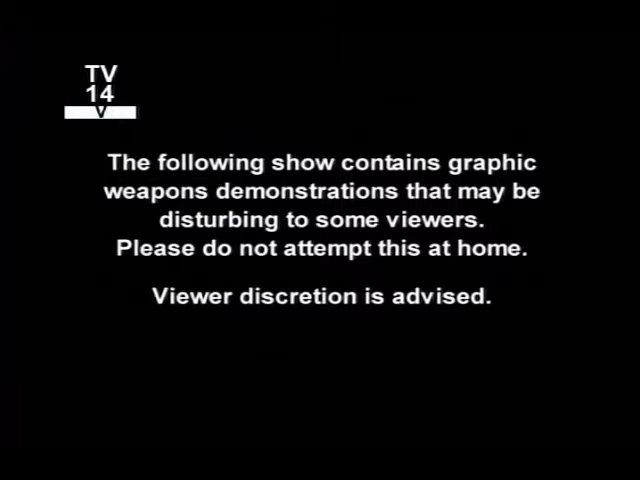 TV
14
V
The following show contains graphic
weapons demonstrations that may be
disturbing to some viewers.
Please do not attempt this at home.
Viewer discretion is advised.